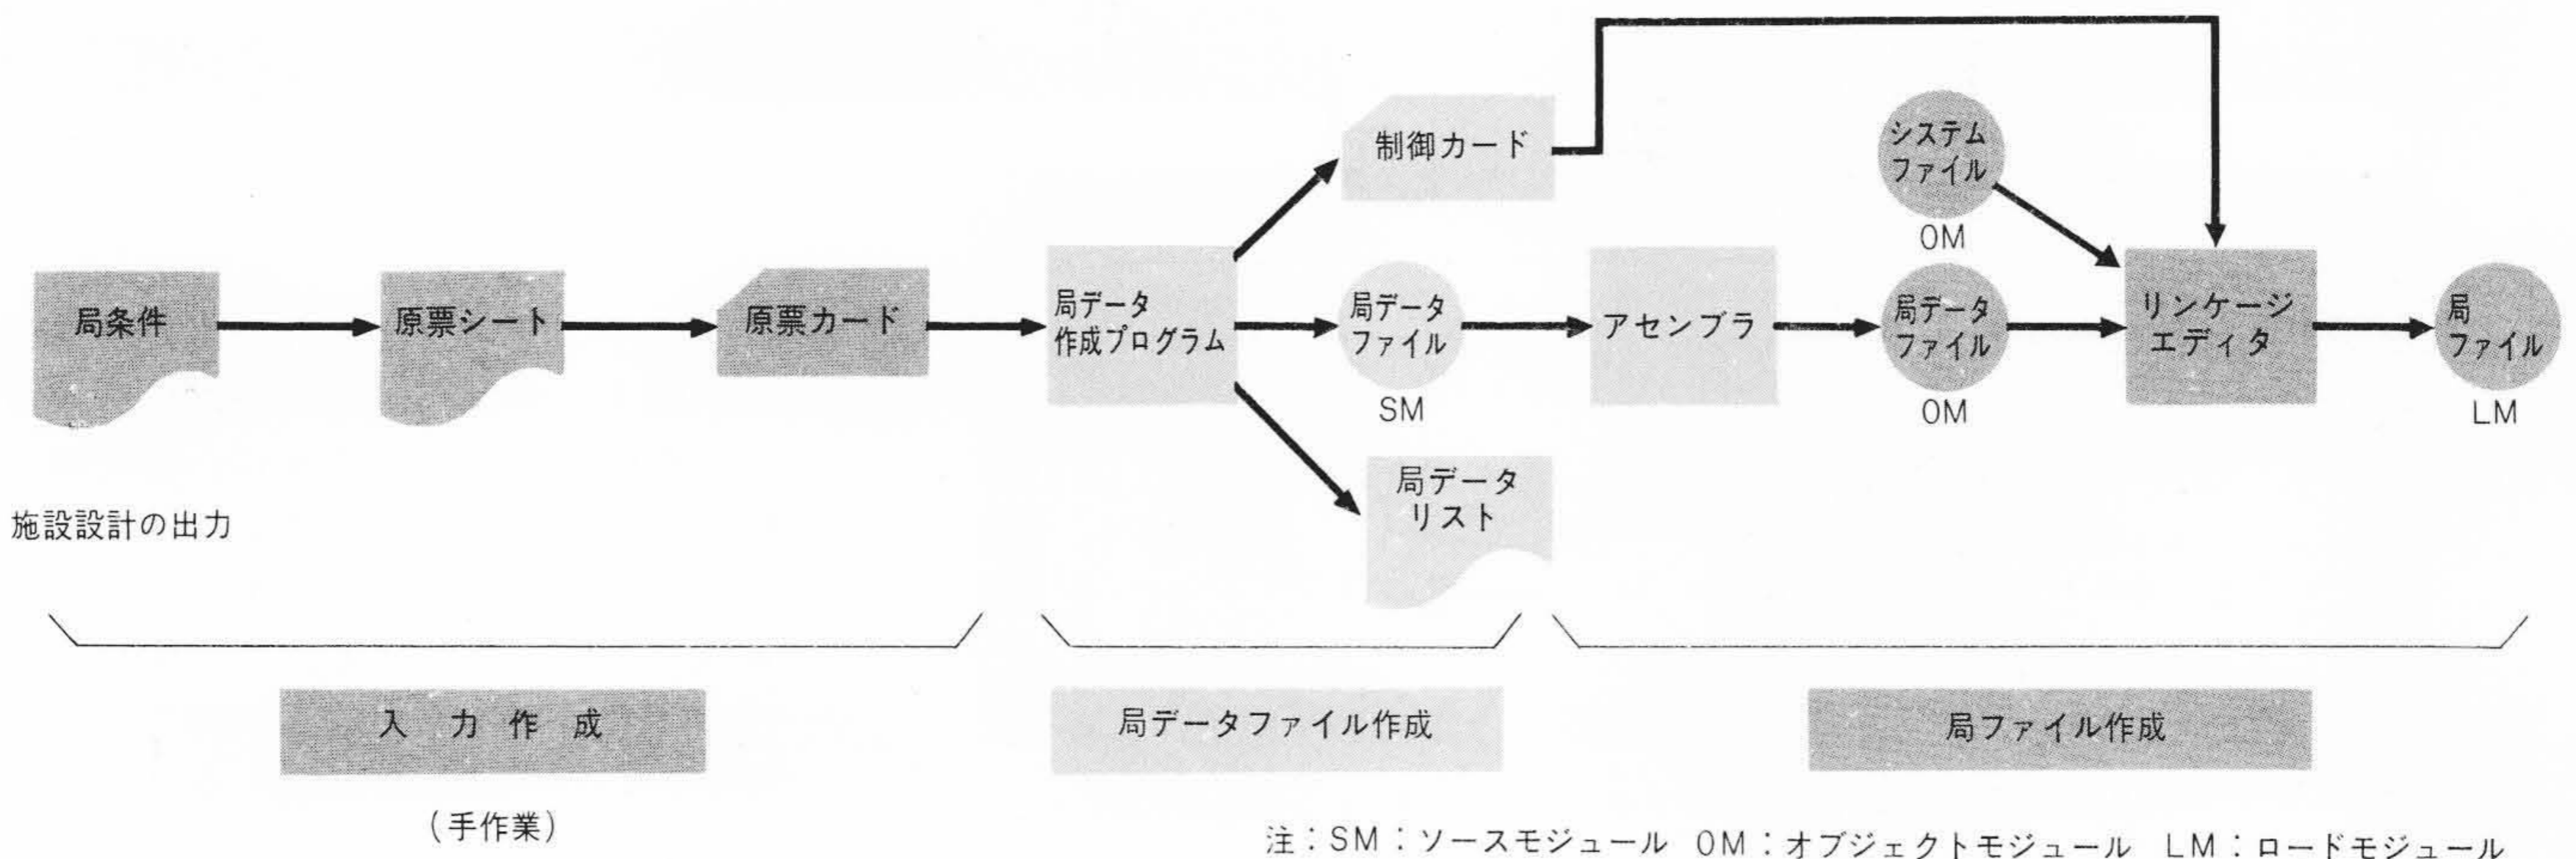 制御カード
システム
ファイル
OM
局条件
原票シート
原票カード
局データ
作成プログラム
局データ
ファイル
SM
アセンブラ
局データ
ファイル
OM
リンケージ
エディタ
局
ファイル
LM
局データ
リスト
施設設計の出力
入力作成
局データファイル作成
局ファイル作成
(手作業)
注:SM:ソースモジュール OM:オブジェクトモジュール LM:ロードモジュール